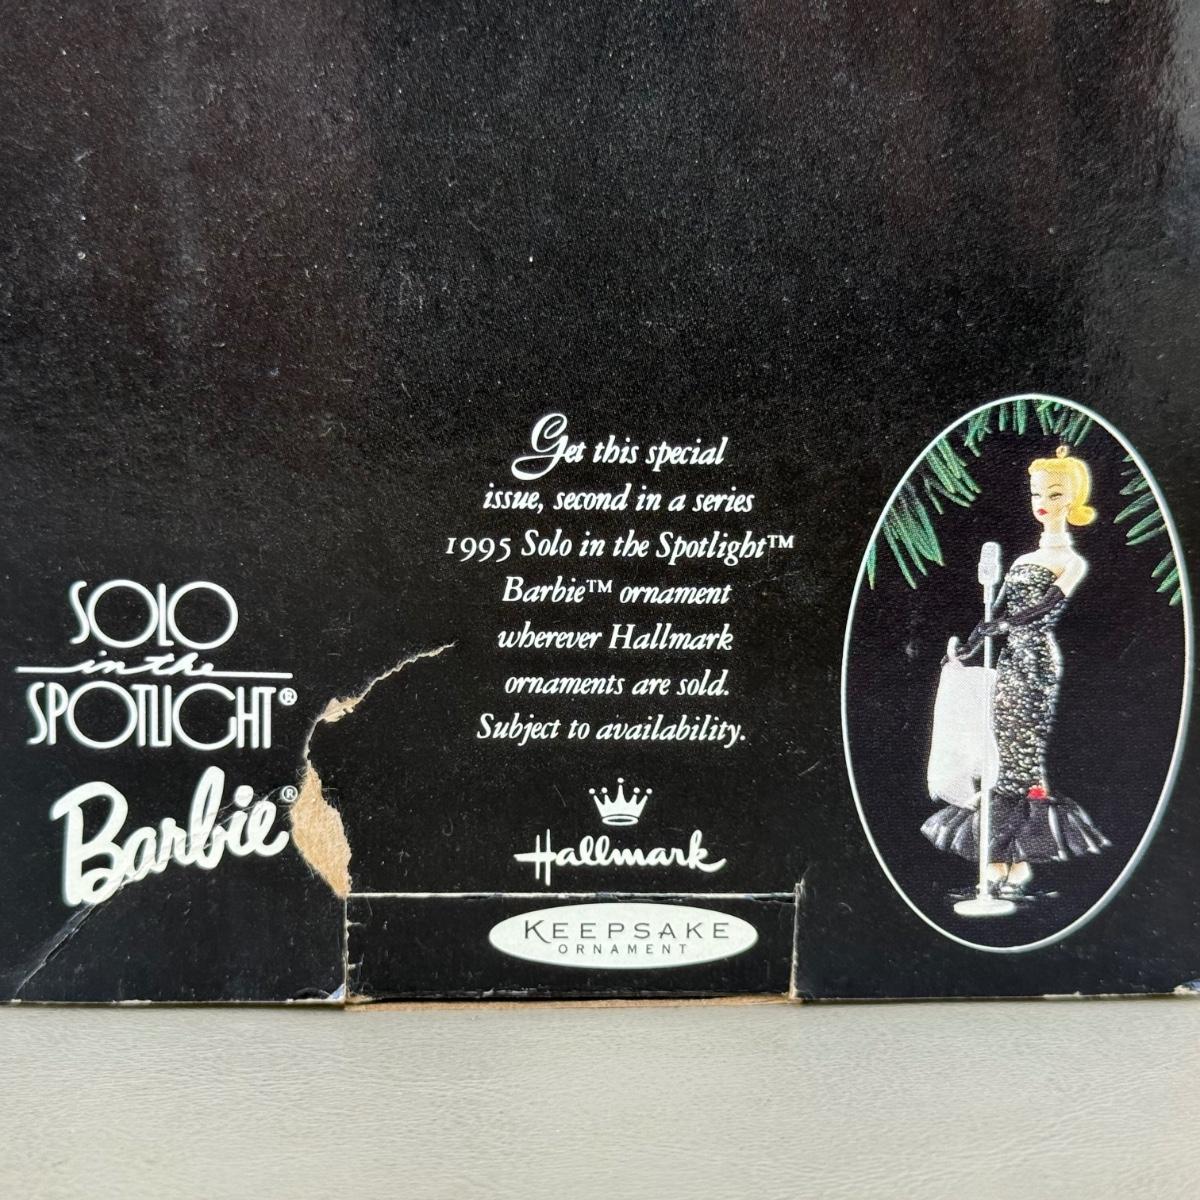 SOLO
in the
SPOTLIGHT®
Barbie®
Get this special
issue, second in a series
1995 Solo in the Spotlight™
Barbie™ ornament
wherever Hallmark
ornaments are sold.
Subject to availability.
Hallmark
KEEPSAKE
ORNAMENT